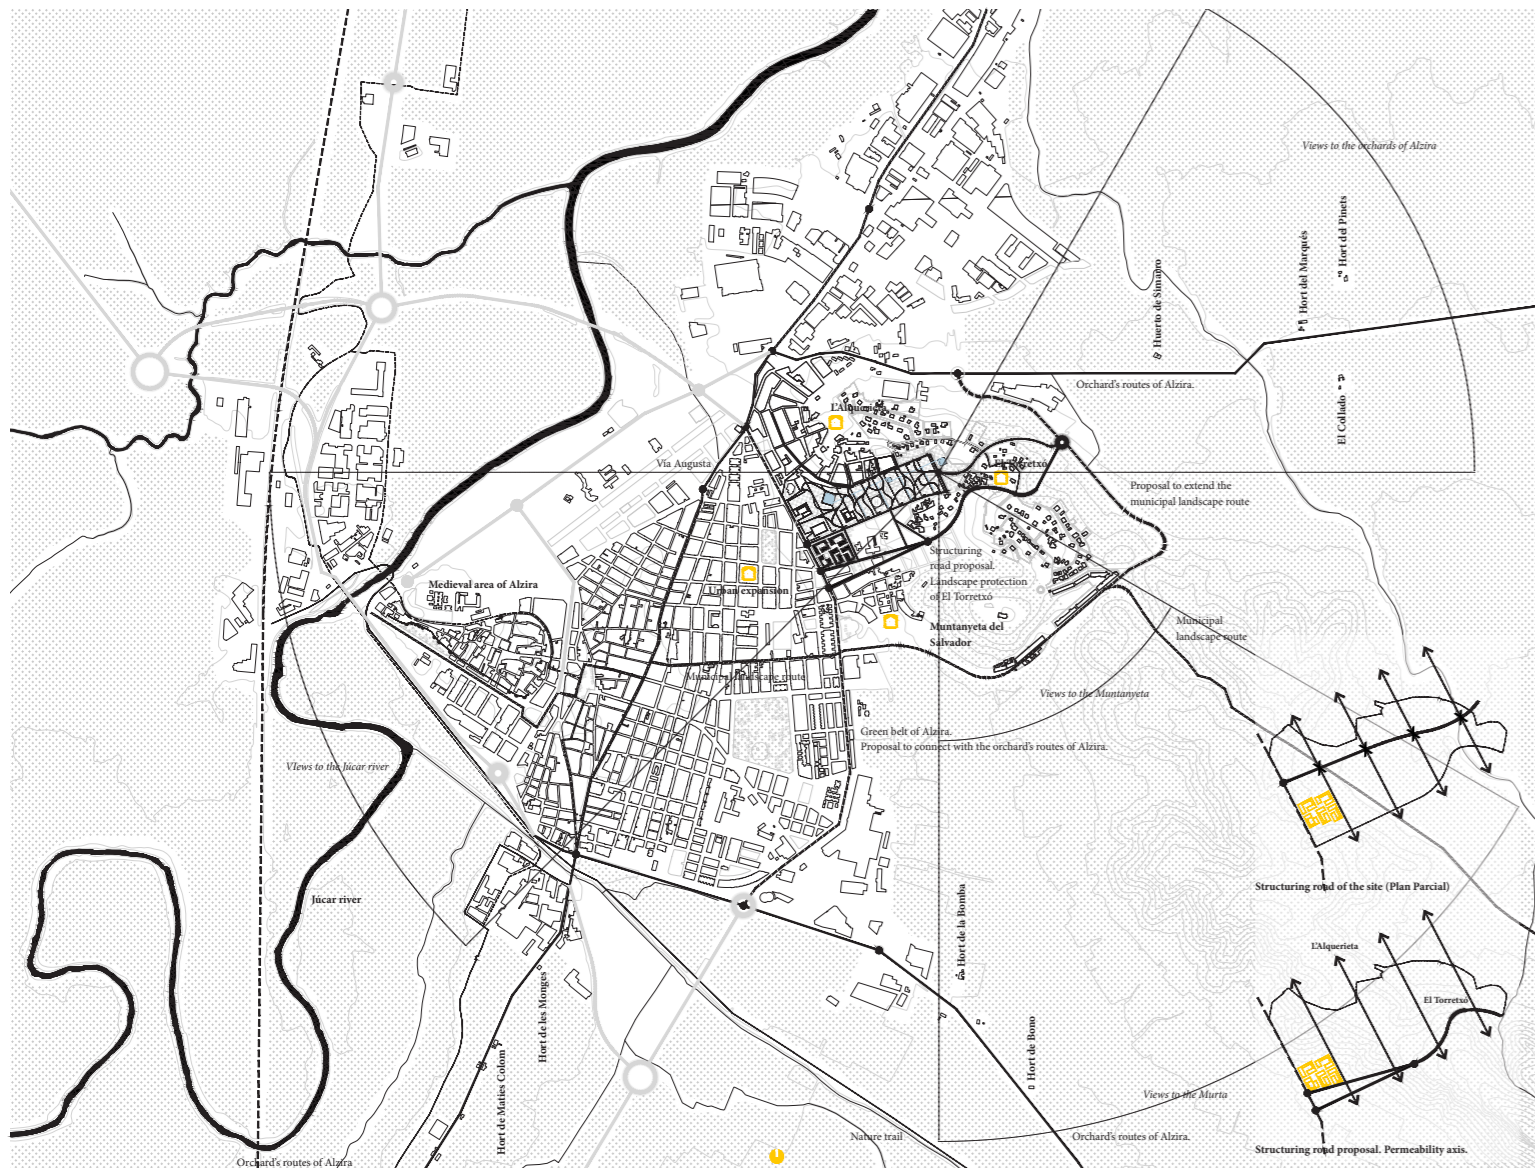 Views to the orchards of Alzira
Hort del Pinets
Hort del Marqués
Huerto de Simarro
Orchard's routes of Alzira.
El Collado
L'Alquerieta
Vía Augusta
El Torretxó
Proposal to extend the
municipal landscape route
Structuring
road proposal.
Landscape protection
of El Torretxó
Medieval area of Alzira
Urban expansion
Muntanyeta del
Salvador
Municipal
landscape route
Municipal landscape route
Views to the Muntanyeta
Green belt of Alzira.
Proposal to connect with the orchard's routes of Alzira.
VIews to the Júcar river
Structuring road of the site (Plan Parcial)
Júcar river
Hort de la Bomba
L'Alquerieta
El Torretxó
Hort de les Monges
Hort de Maties Colom
Hort de Bono
Views to the Murta
Nature trail
Orchard's routes of Alzira.
Structuring road proposal. Permeability axis.
Orchard's routes of Alzira